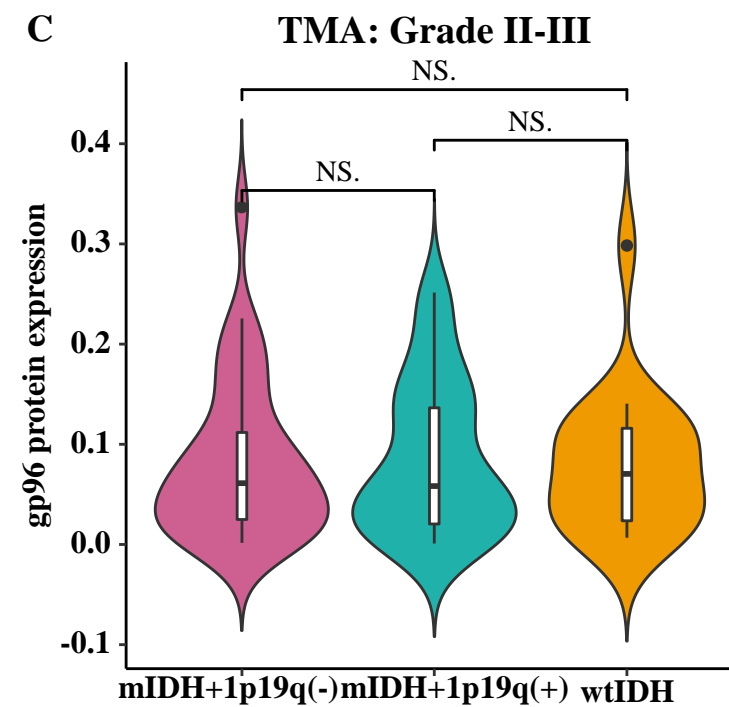 C
TMA: Grade II-III
NS.
NS.
NS.
gp96 protein expression
0.4
0.3
0.2
0.1
0.0
-0.1
mIDH+1p19q(-) mIDH+1p19q(+) wtIDH